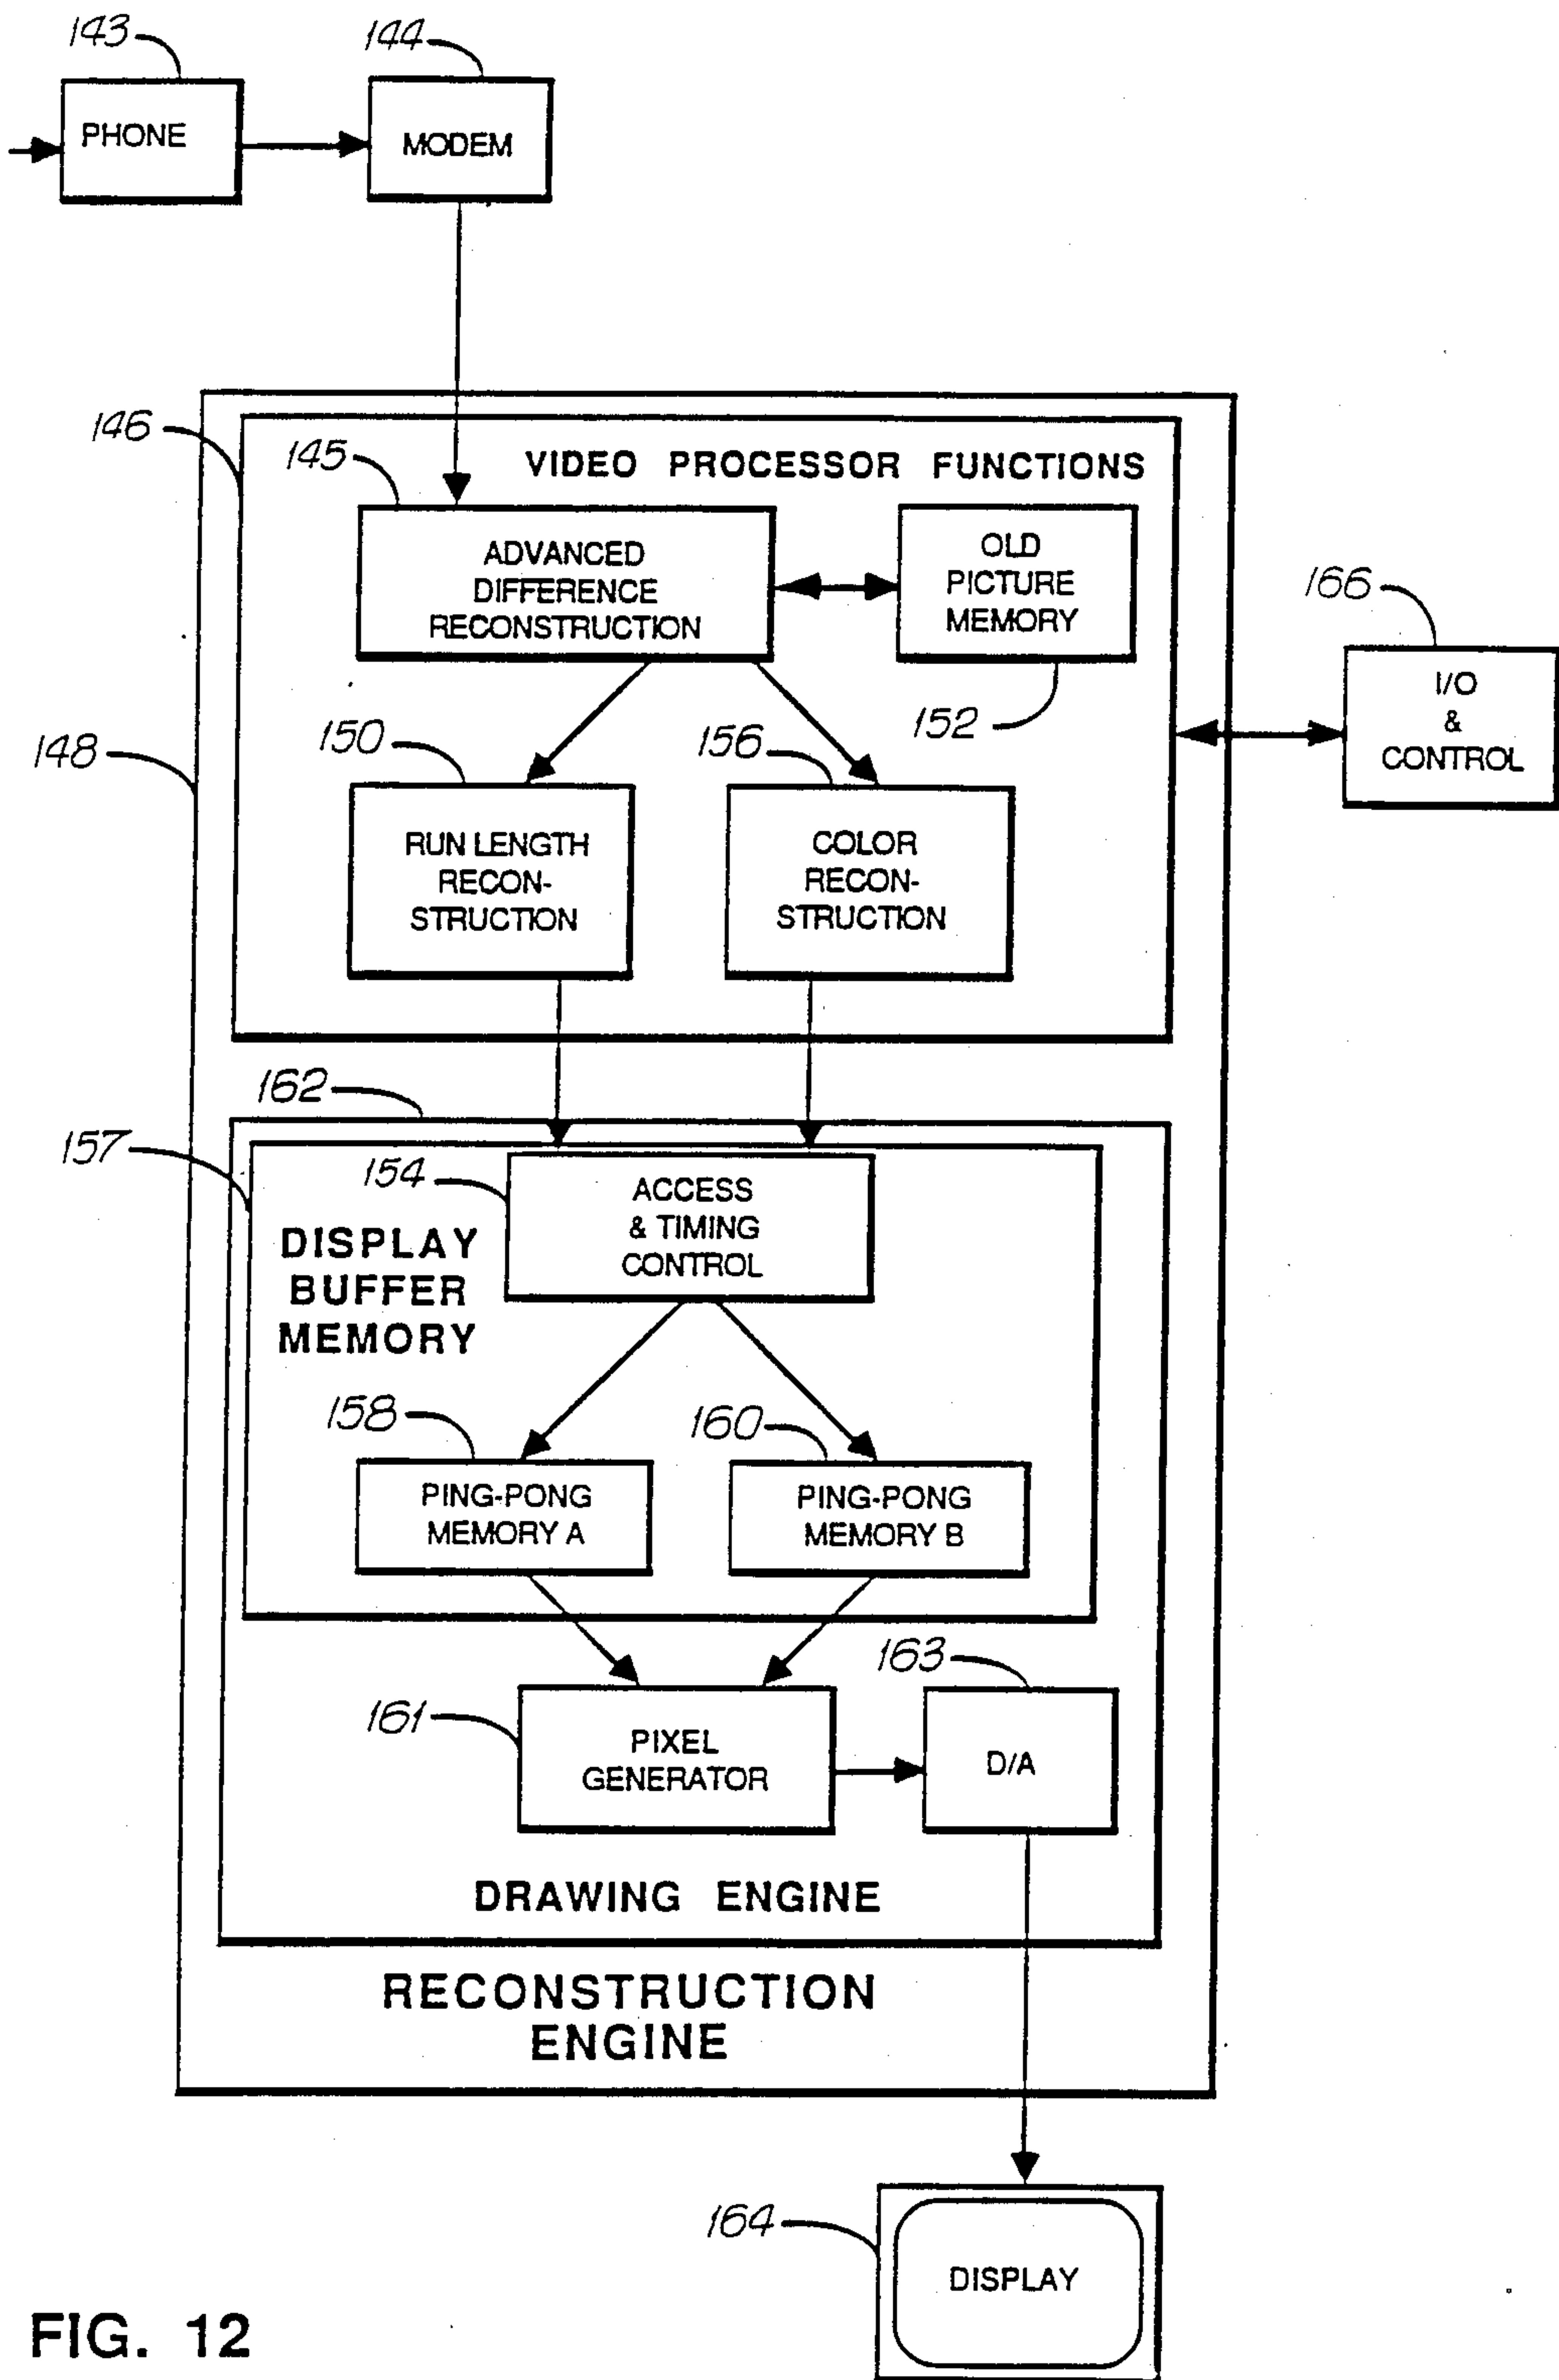 143
144
PHONE
MODEM
146
145
VIDEO PROCESSOR FUNCTIONS
ADVANCED
DIFFERENCE
RECONSTRUCTION
OLD
PICTURE
MEMORY
166
I/O
&
CONTROL
152
148
150
156
RUN LENGTH
RECON-
STRUCTION
COLOR
RECON-
STRUCTION
162
157
154
ACCESS
& TIMING
CONTROL
DISPLAY
BUFFER
MEMORY
158
160
PING-PONG
MEMORY A
PING-PONG
MEMORY B
163
161
PIXEL
GENERATOR
D/A
DRAWING ENGINE
RECONSTRUCTION
ENGINE
164
DISPLAY
FIG. 12